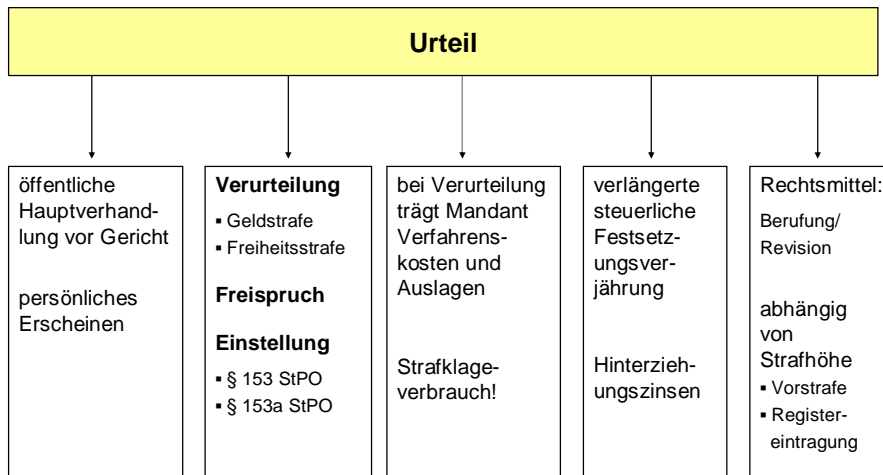 Urteil
öffentliche
Hauptverhand-
lung vor Gericht
persönliches
Erscheinen
Verurteilung
▪ Geldstrafe
▪ Freiheitsstrafe
Freispruch
Einstellung
▪ § 153 StPO
▪ § 153a StPO
bei Verurteilung
trägt Mandant
Verfahrens-
kosten und
Auslagen
Strafklage-
verbrauch!
verlängerte
steuerliche
Festsetz-
ungsver-
jährung
Hinterzieh-
ungszinsen
Rechtsmittel:
Berufung/
Revision
abhängig
von
Strafhöhe
▪ Vorstrafe
▪ Register-
eintragung